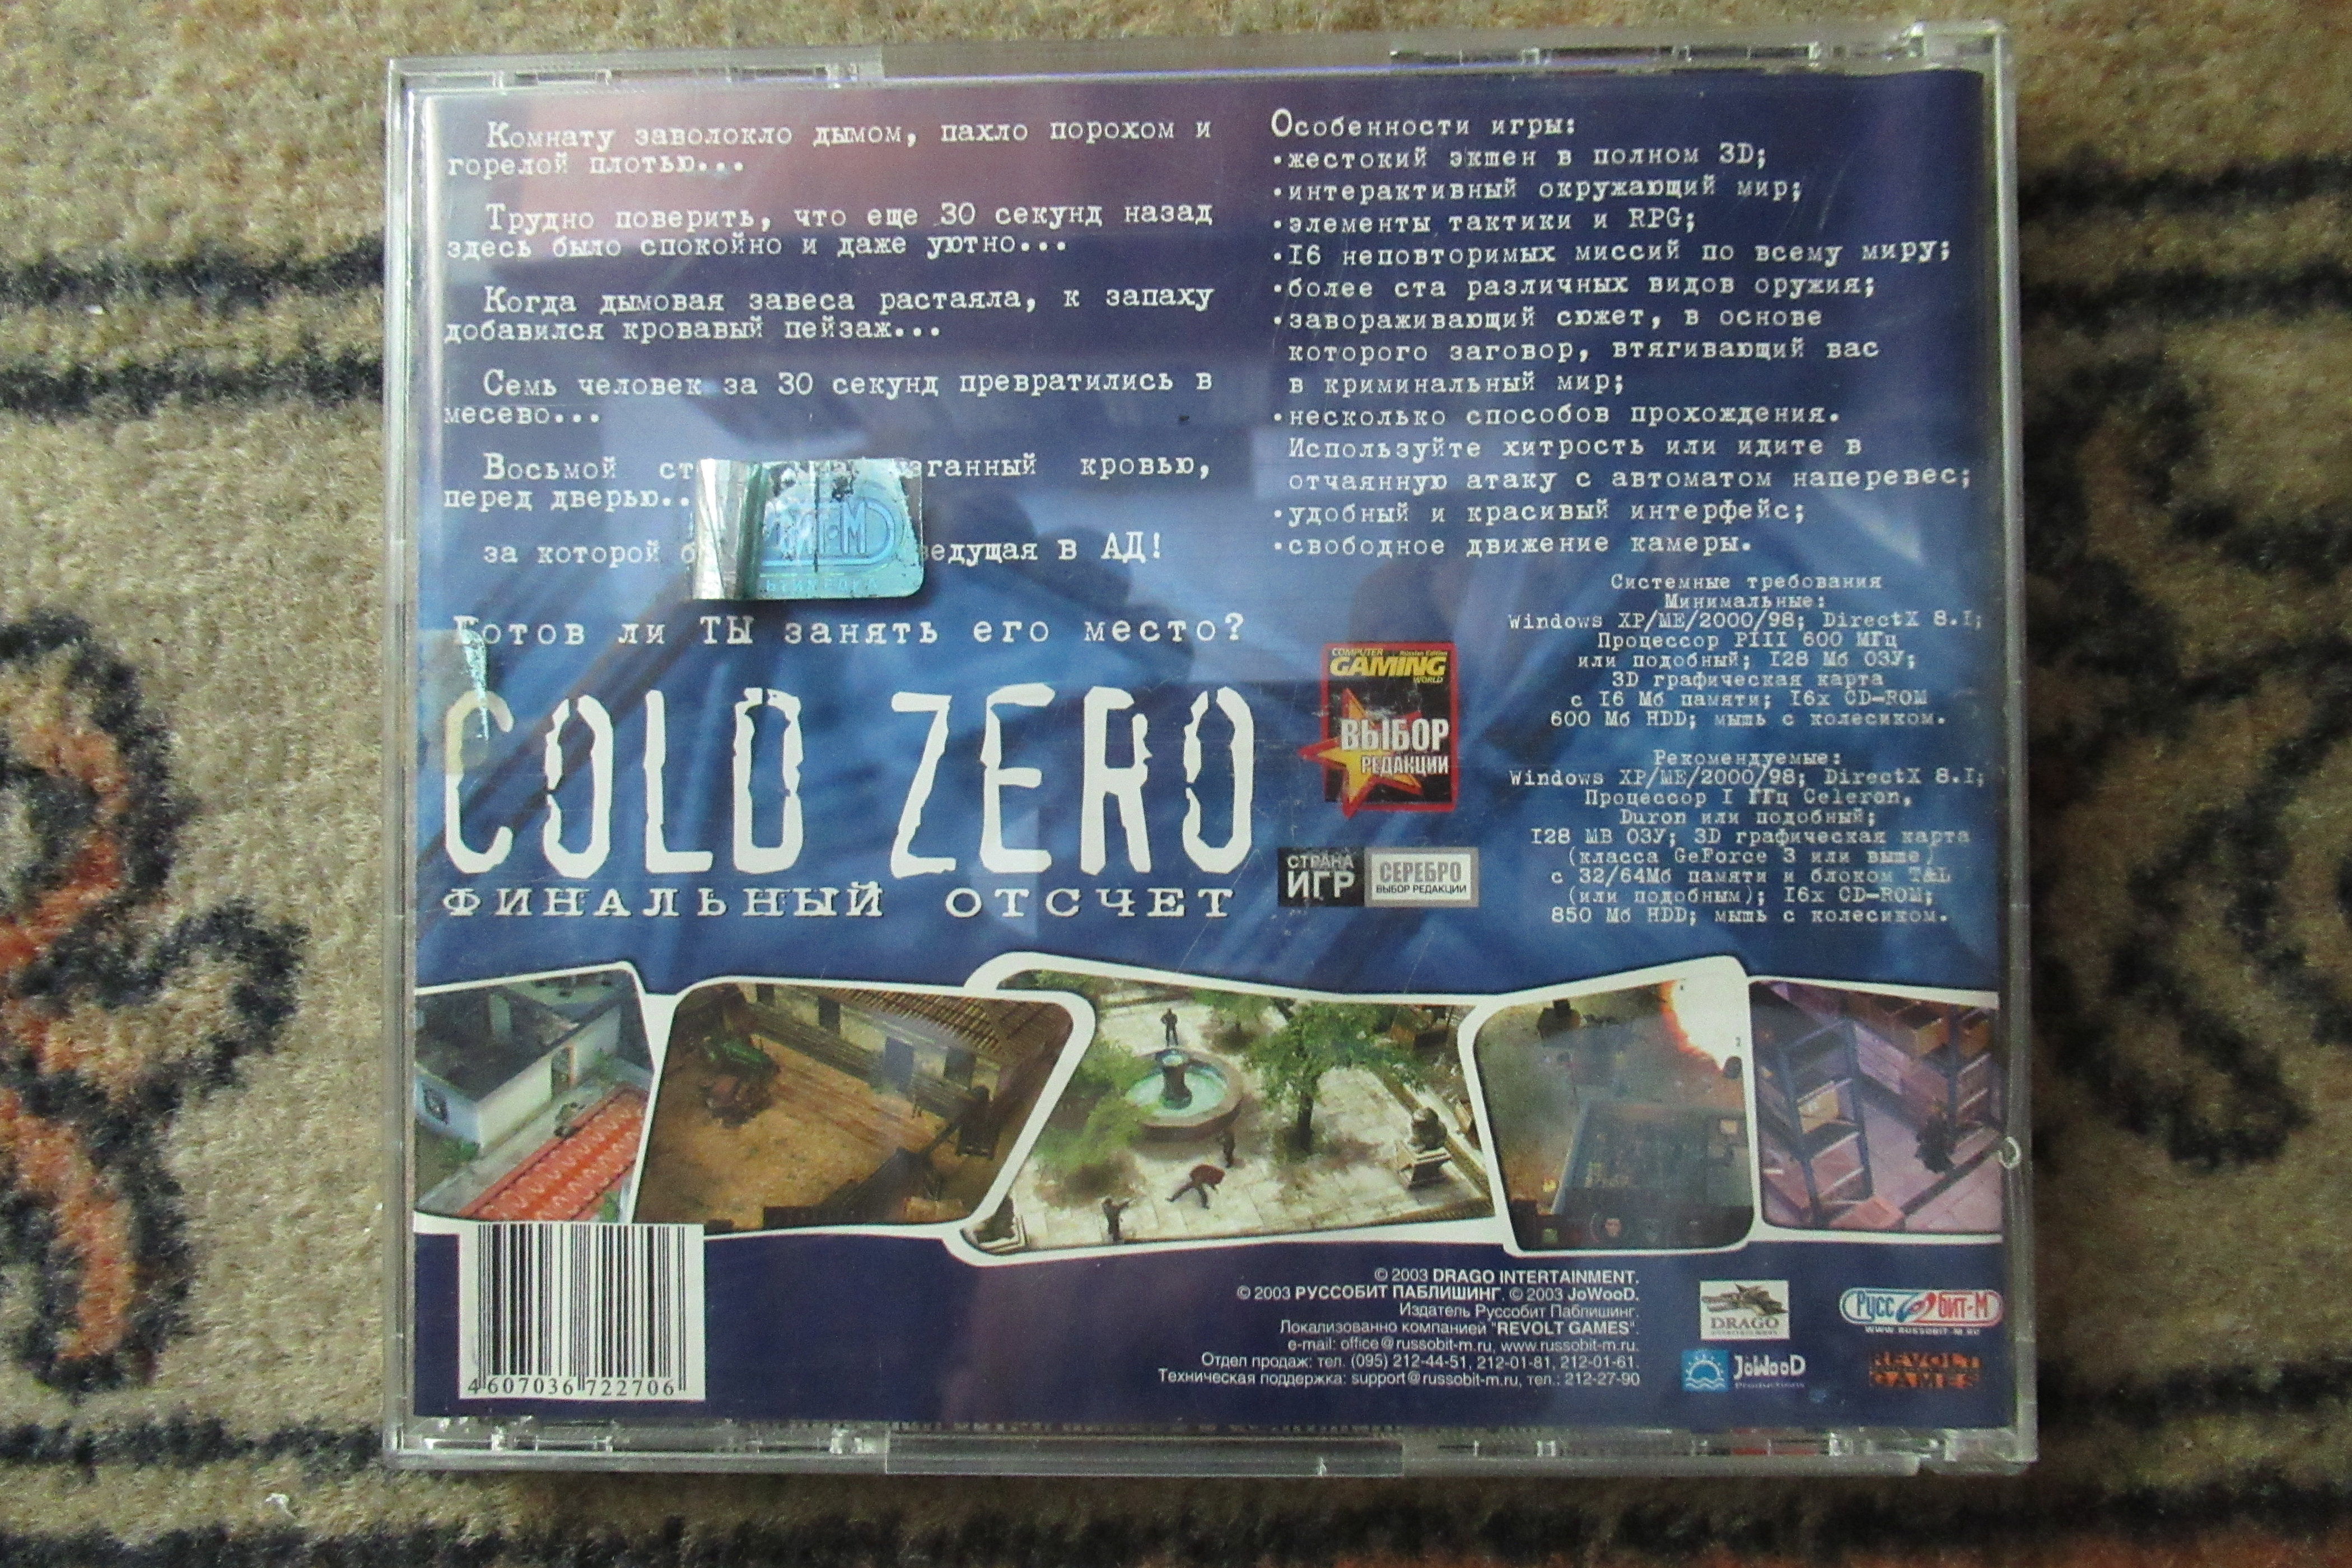 Комнату заволокло дымом, пахло порохом и
горелой плотью...
Трудно поверить, что еще 30 секунд назад
здесь было спокойно и даже уютно...
Когда дымовая завеса растаяла, к запаху
добавился кровавый пейзаж...
Семь человек за 30 секунд превратились в
месево...
Восьмой кровью,
перед дверью..
за которой ведущая в АД!
Готов ли ТЫ занять его место?
COLD ZERO
ФИНАЛЬНЫЙ ОТСЧЕТ
Особенности игры:
•жестокий экшен в полном 3D;
•интерактивный окружающий мир;
•элементы тактики и RPG;
•16 неповторимых миссий по всему миру;
•более ста различных видов оружия;
•завораживающий сюжет, в основе
которого заговор, втягивающий вас
в криминальный мир;
•несколько способов прохождения.
Используйте хитрость или идите в
отчаянную атаку с автоматом наперевес;
•удобный и красивый интерфейс;
•свободное движение камеры.
Системные требования
Минимальные:
Windows XP/ME/2000/98; DirectX 8.1;
Процессор PIII 600 МГц
или подобный; 128 Мб ОЗУ;
3D графическая карта
с 16 Мб памяти; 16x CD-ROM
600 Мб HDD; мышь с колесиком.
Рекомендуемые:
Windows XP/ME/2000/98; DirectX 8.1;
Процессор 1 ГГц Celeron,
Duron или подобный;
128 MB ОЗУ; 3D графическая карта
(класса GeForce 3 или выше)
с 32/64Мб памяти и блоком T&L
(или подобным); 16x CD-ROM;
850 Мб HDD; мышь с колесиком.
COMPUTER Russian Edition
GAMING
WORLD
ВЫБОР
РЕДАКЦИИ
СТРАНА
ИГР
СЕРЕБРО
ВЫБОР РЕДАКЦИИ
4 607036 722706
© 2003 DRAGO INTERTAINMENT.
© 2003 РУССОБИТ ПАБЛИШИНГ. © 2003 JoWooD.
Издатель Руссобит Паблишинг.
Локализованно компанией "REVOLT GAMES".
e-mail: office@russobit-m.ru, www.russobit-m.ru.
Отдел продаж: тел. (095) 212-44-51, 212-01-81, 212-01-61.
Техническая поддержка: support@russobit-m.ru, тел.: 212-27-90
DRAGO
Руссобит-М
WWW.RUSSOBIT-M.RU
JoWooD
Productions
REVOLT
GAMES